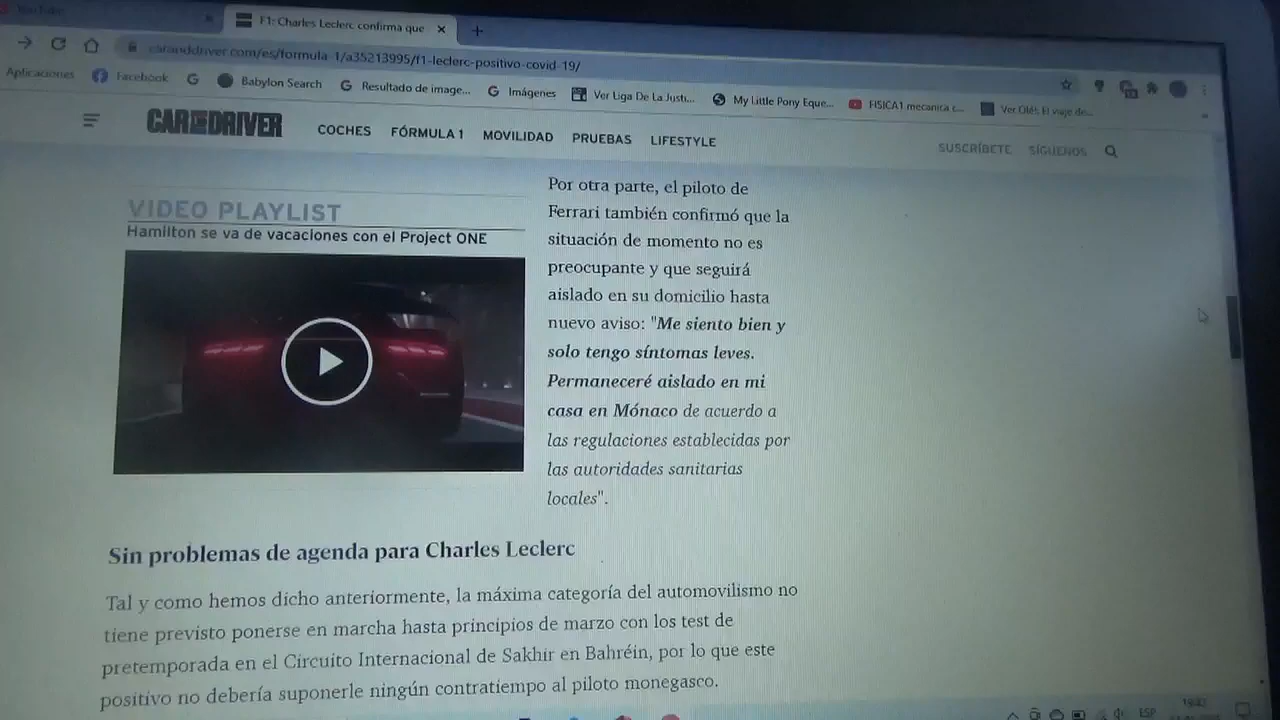 YouTube
F1: Charles Leclerc confirma que
caranddriver.com/es/formula-1/a35213995/f1-leclerc-positivo-covid-19/
Aplicaciones
Facebook
Babylon Search
Resultado de image...
Imágenes
Ver Liga De La Justi...
My Little Pony Eque...
FISICA1 mecanica c...
Ver Olé!: El viaje de...
CAR AND DRIVER
COCHES FÓRMULA 1 MOVILIDAD PRUEBAS LIFESTYLE
SUSCRÍBETE SÍGUENOS
VIDEO PLAYLIST
Hamilton se va de vacaciones con el Project ONE
Por otra parte, el piloto de
Ferrari también confirmó que la
situación de momento no es
preocupante y que seguirá
aislado en su domicilio hasta
nuevo aviso: "Me siento bien y
solo tengo síntomas leves.
Permaneceré aislado en mi
casa en Mónaco de acuerdo a
las regulaciones establecidas por
las autoridades sanitarias
locales".
Sin problemas de agenda para Charles Leclerc
Tal y como hemos dicho anteriormente, la máxima categoría del automovilismo no
tiene previsto ponerse en marcha hasta principios de marzo con los test de
pretemporada en el Circuito Internacional de Sakhir en Bahréin, por lo que este
positivo no debería suponerle ningún contratiempo al piloto monegasco.
ESP